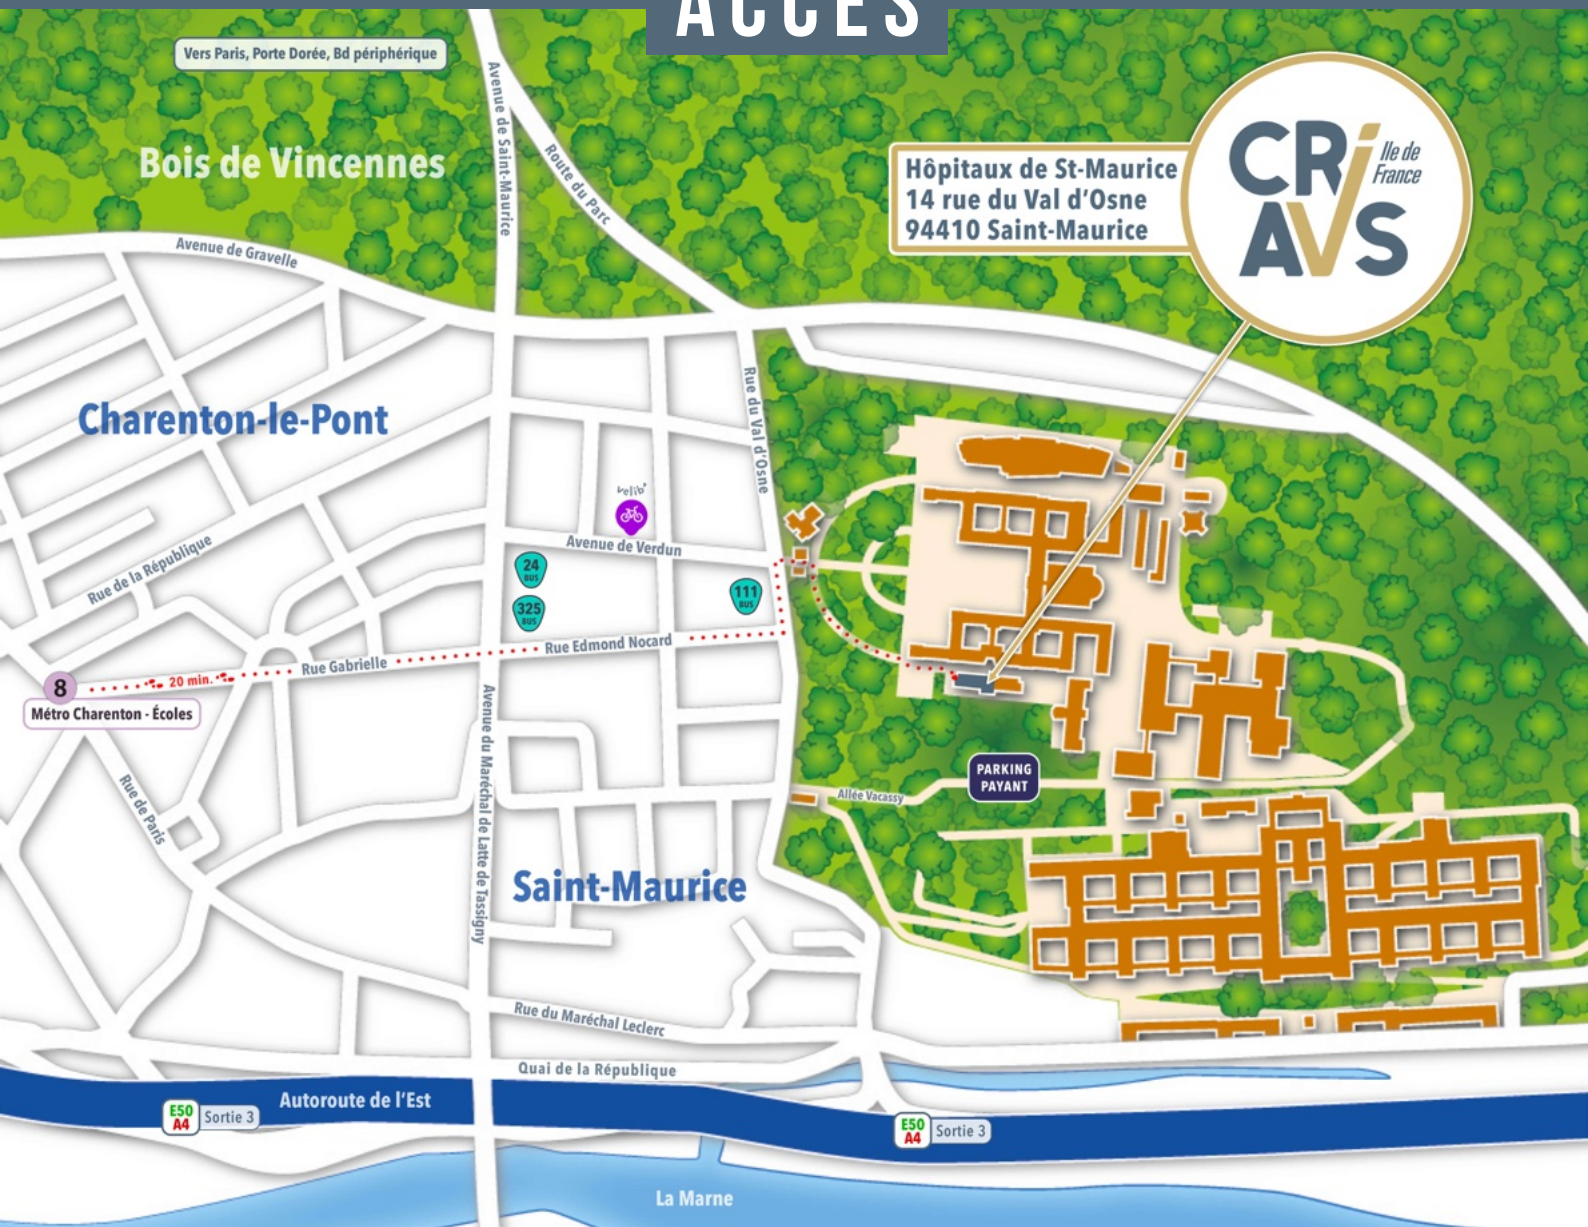 ACCÈS
Vers Paris, Porte Dorée, Bd périphérique
Avenue de Saint-Maurice
Route du Parc
Bois de Vincennes
Hôpitaux de St-Maurice
14 rue du Val d'Osne
94410 Saint-Maurice
CRi
Ile de
France
AVS
Avenue de Gravelle
Charenton-le-Pont
Rue du Val d'Osne
velib'
Avenue de Verdun
Rue de la République
24
BUS
325
BUS
111
BUS
Rue Edmond Nocard
Rue Gabrielle
20 min.
8
Métro Charenton - Écoles
Avenue du Maréchal de Latte de Tassigny
Rue de Paris
PARKING
PAYANT
Allée Vacassy
Saint-Maurice
Rue du Maréchal Leclerc
Quai de la République
Autoroute de l'Est
E50
A4
Sortie 3
E50
A4
Sortie 3
La Marne